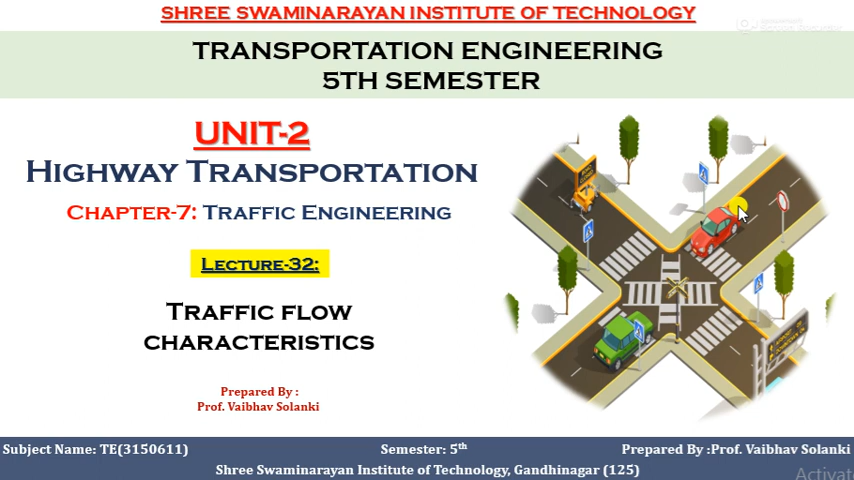 SHREE SWAMINARAYAN INSTITUTE OF TECHNOLOGY
TRANSPORTATION ENGINEERING
5TH SEMESTER
UNIT-2
HIGHWAY TRANSPORTATION
CHAPTER-7: TRAFFIC ENGINEERING
LECTURE-32:
TRAFFIC FLOW
CHARACTERISTICS
Prepared By :
Prof. Vaibhav Solanki
Subject Name: TE(3150611) Semester: 5th Prepared By :Prof. Vaibhav Solanki
Shree Swaminarayan Institute of Technology, Gandhinagar (125)
Activat